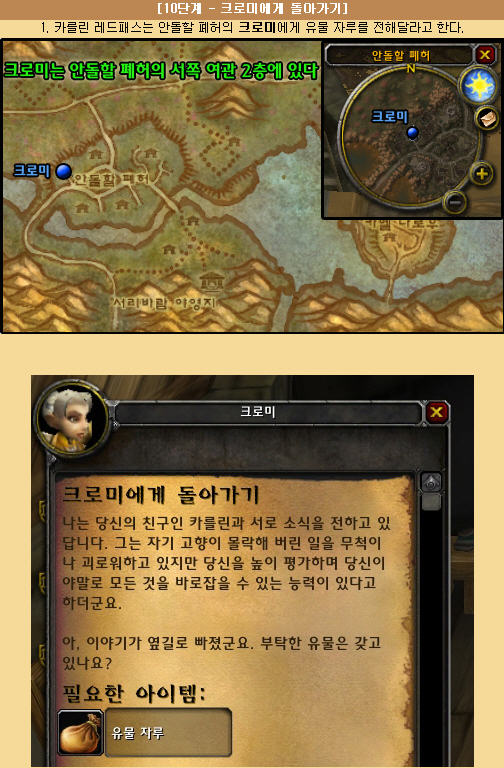 [10단계 - 크로미에게 돌아가기]
1. 카를린 레드패스는 안돌할 폐허의 크로미에게 유물 자루를 전해달라고 한다.
크로미는 안돌할 폐허의 서쪽 여관 2층에 있다
안돌할 폐허
N
크로미
크로미
안돌할 폐허
서리바람 야영지
크로미
크로미에게 돌아가기
나는 당신의 친구인 카를린과 서로 소식을 전하고 있
답니다. 그는 자기 고향이 몰락해 버린 일을 무척이
나 괴로워하고 있지만 당신을 높이 평가하며 당신이
야말로 모든 것을 바로잡을 수 있는 능력이 있다고
하더군요.
아, 이야기가 옆길로 빠졌군요. 부탁한 유물은 갖고
있나요?
필요한 아이템:
유물 자루